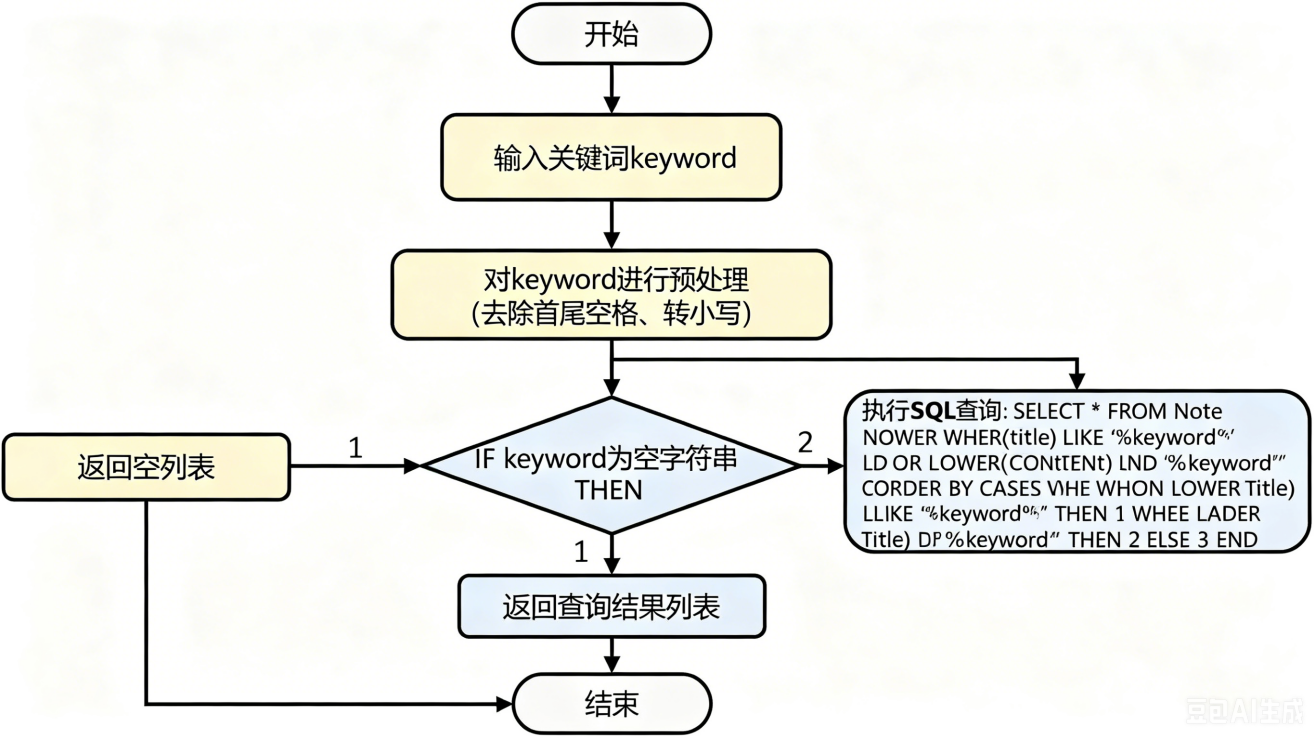 开始
输入关键词keyword
对keyword进行预处理
（去除首尾空格、转小写）
IF keyword为空字符串
THEN
返回空列表
1
2
1
执行SQL查询: SELECT * FROM Note
NOWER WHER(title) LIKE '%keyword%'
LD OR LOWER(CONtENt) LND '%keyword"
CORDER BY CASES WHE WHON LOWER Title)
LLIKE "%keyword%" THEN 1 WHEE LADER
Title) %keyword" THEN 2 ELSE 3 END
返回查询结果列表
结束
豆包AI生成